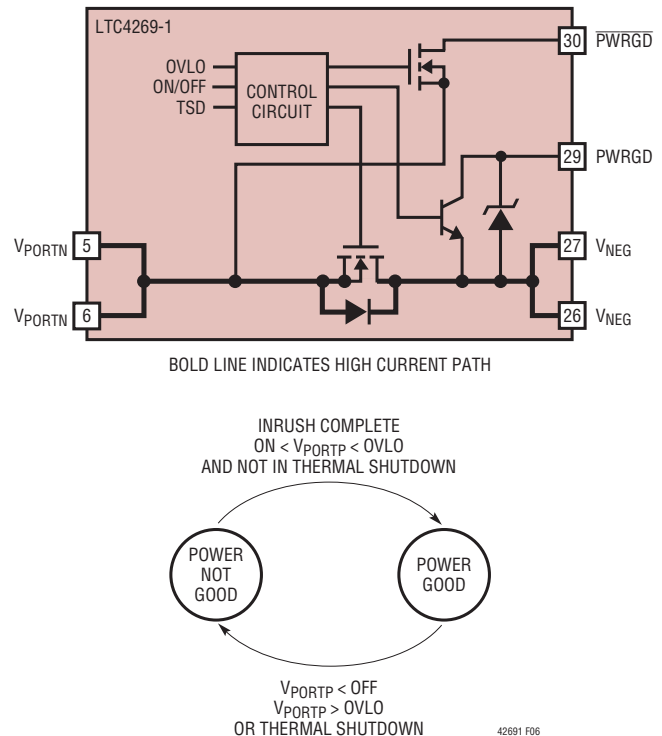 LTC4269-1
30 PWRGD
OVLO
ON/OFF
TSD
CONTROL
CIRCUIT
29 PWRGD
VPORTN 5
27 VNEG
VPORTN 6
26 VNEG
BOLD LINE INDICATES HIGH CURRENT PATH
INRUSH COMPLETE
ON < VPORTP < OVLO
AND NOT IN THERMAL SHUTDOWN
POWER
NOT
GOOD
POWER
GOOD
VPORTP < OFF
VPORTP > OVLO
OR THERMAL SHUTDOWN
42691 F06